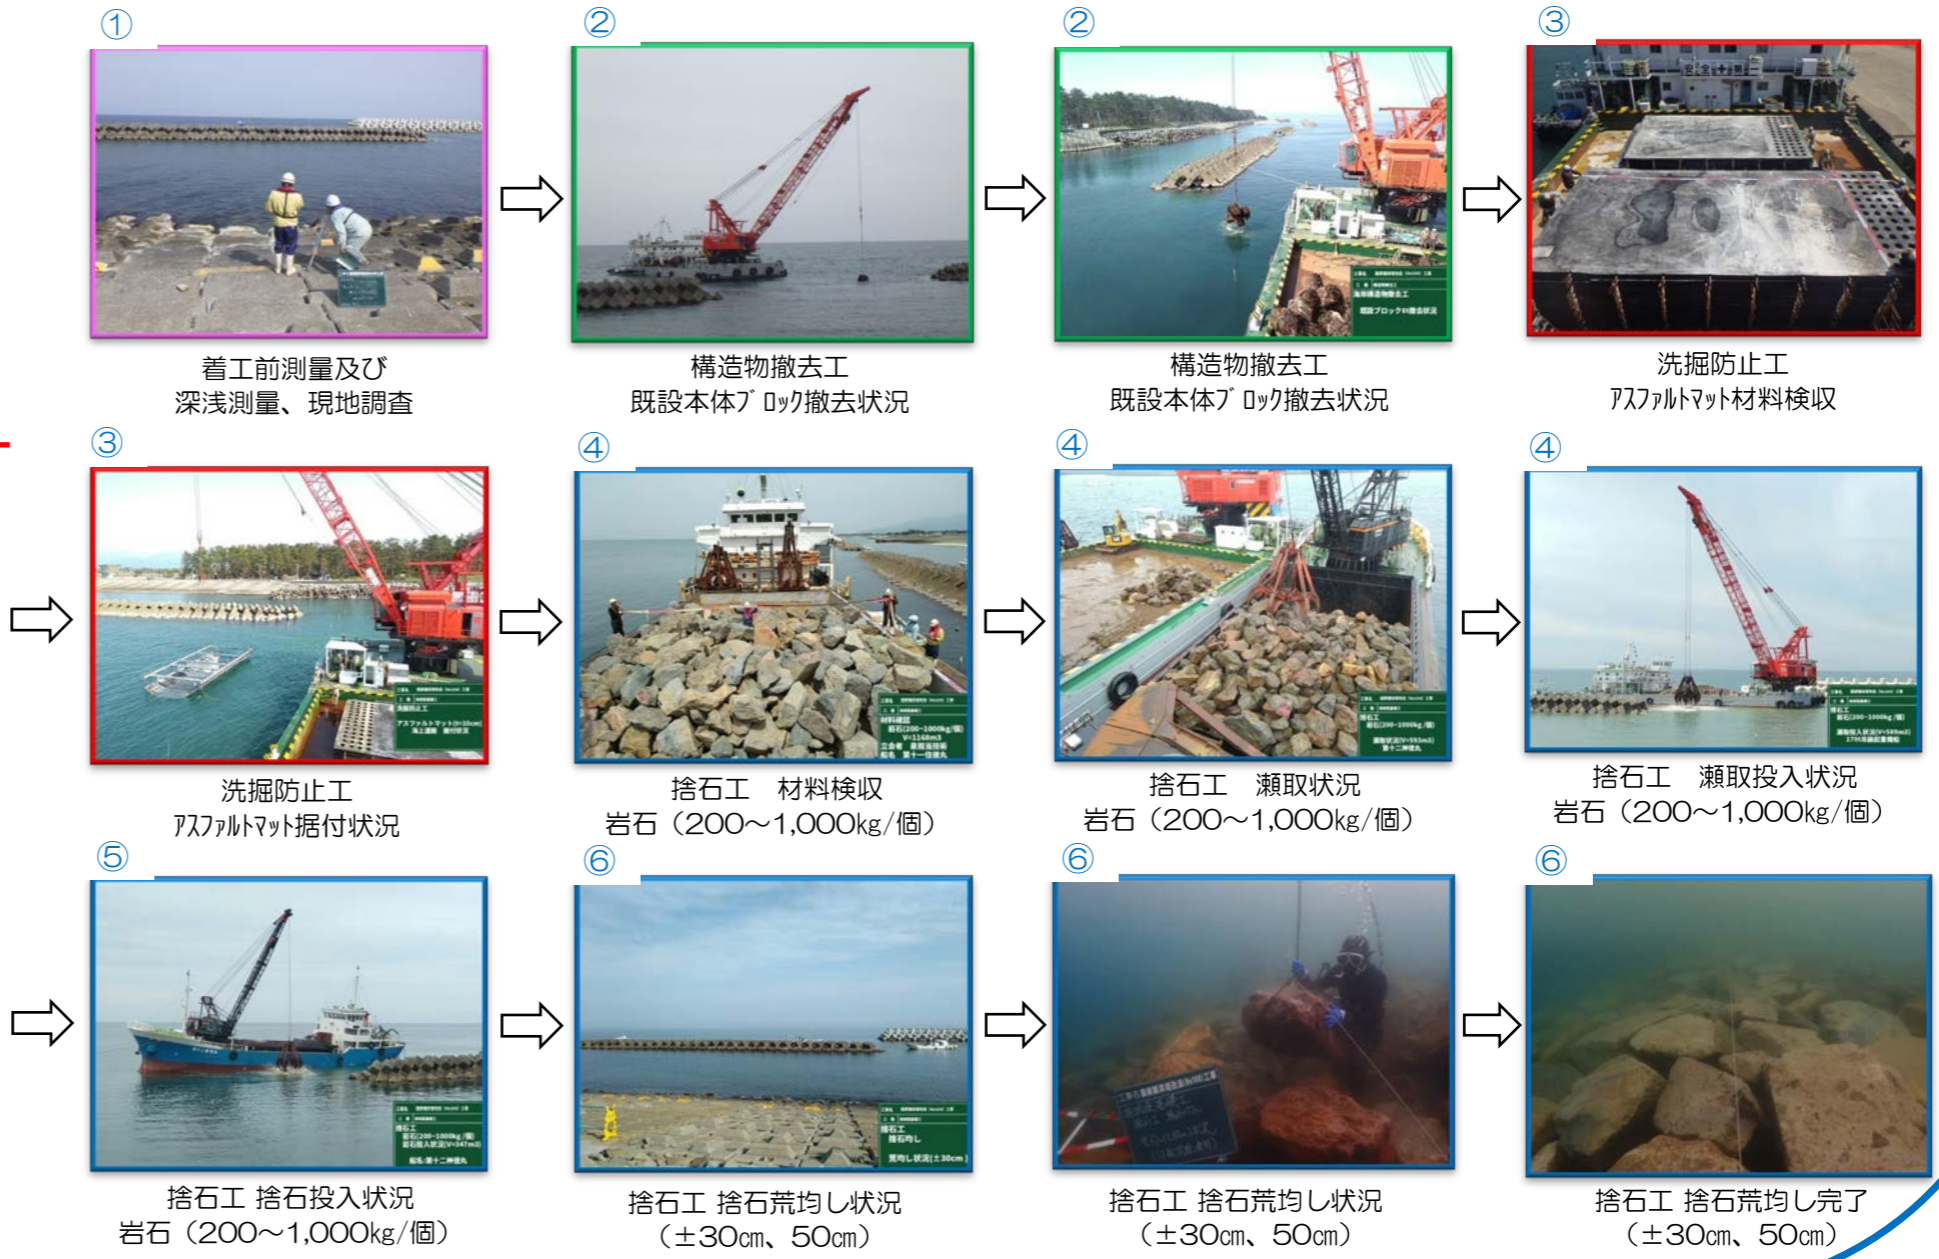 ①
②
②
③
着工前測量及び
深浅測量、現地調査
構造物撤去工
既設本体ﾌﾞﾛｯｸ撤去状況
構造物撤去工
既設本体ﾌﾞﾛｯｸ撤去状況
洗掘防止工
ｱｽﾌｧﾙﾄﾏｯﾄ材料検収
③
④
④
④
洗掘防止工
ｱｽﾌｧﾙﾄﾏｯﾄ据付状況
捨石工　材料検収
岩石（200～1,000㎏/個）
捨石工　瀬取状況
岩石（200～1,000㎏/個）
捨石工　瀬取投入状況
岩石（200～1,000㎏/個）
⑤
⑥
⑥
⑥
捨石工 捨石投入状況
岩石（200～1,000㎏/個）
捨石工 捨石荒均し状況
（±30㎝、50㎝）
捨石工 捨石荒均し状況
（±30㎝、50㎝）
捨石工 捨石荒均し完了
（±30㎝、50㎝）